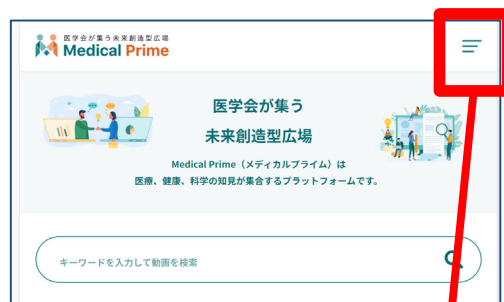 医学会が集う未来創造型広場
Medical Prime
医学会が集う
未来創造型広場
Medical Prime（メディカルプライム）は
医療、健康、科学の知見が集合するプラットフォームです。
キーワードを入力して動画を検索